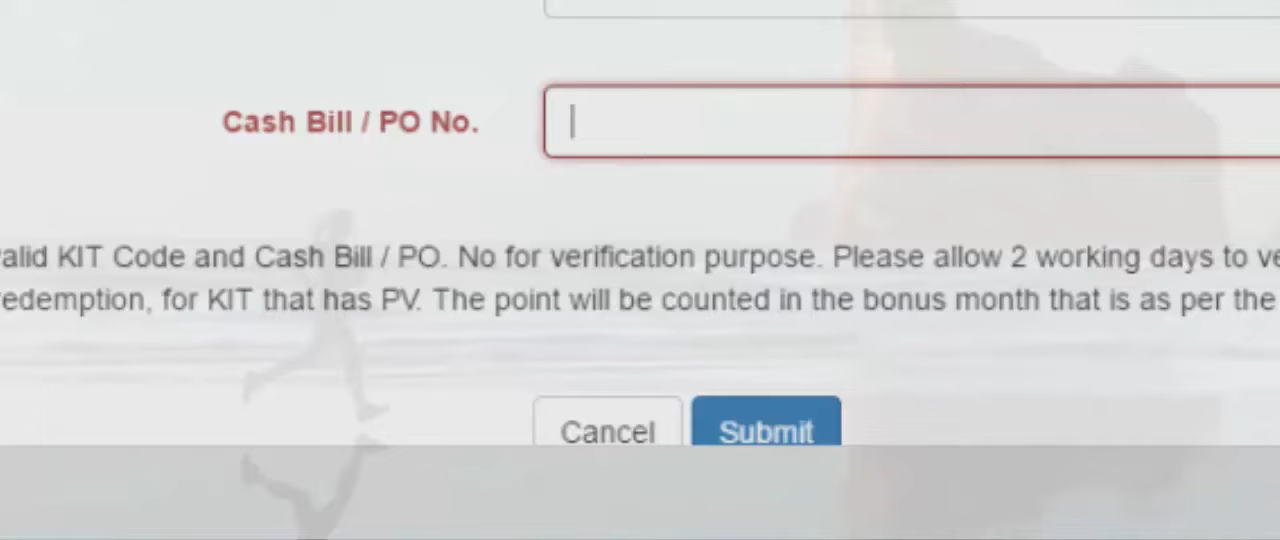 Cash Bill / PO No.
alid KIT Code and Cash Bill / PO. No for verification purpose. Please allow 2 working days to ve
edemption, for KIT that has PV. The point will be counted in the bonus month that is as per the
Cancel Submit